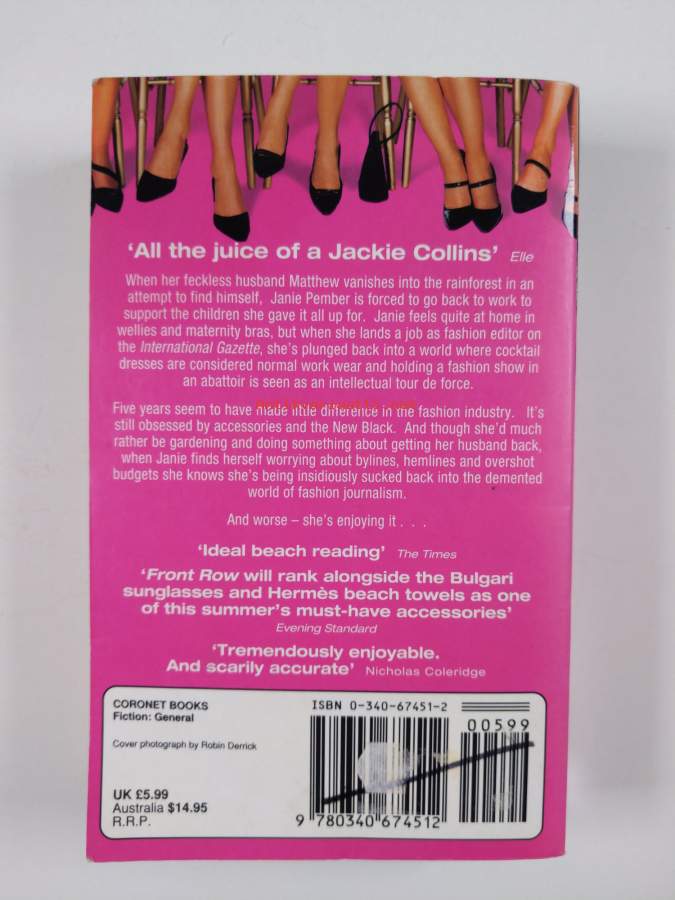 ‘All the juice of a Jackie Collins’ Elle
When her feckless husband Matthew vanishes into the rainforest in an
attempt to find himself, Janie Pember is forced to go back to work to
support the children she gave it all up for. Janie feels quite at home in
wellies and maternity bras, but when she lands a job as fashion editor on
the International Gazette, she's plunged back into a world where cocktail
dresses are considered normal work wear and holding a fashion show in
an abattoir is seen as an intellectual tour de force.
Five years seem to have made little difference in the fashion industry. It's
still obsessed by accessories and the New Black. And though she'd much
rather be gardening and doing something about getting her husband back,
when Janie finds herself worrying about bylines, hemlines and overshot
budgets she knows she's being insidiously sucked back into the demented
world of fashion journalism.
And worse – she's enjoying it . . .
‘Ideal beach reading’ The Times
‘Front Row will rank alongside the Bulgari
sunglasses and Hermès beach towels as one
of this summer's must-have accessories’
Evening Standard
‘Tremendously enjoyable.
And scarily accurate’ Nicholas Coleridge
CORONET BOOKS
Fiction: General
Cover photograph by Robin Derrick
UK £5.99
Australia $14.95
R.R.P.
ISBN 0-340-67451-2
00599
9 780340 674512